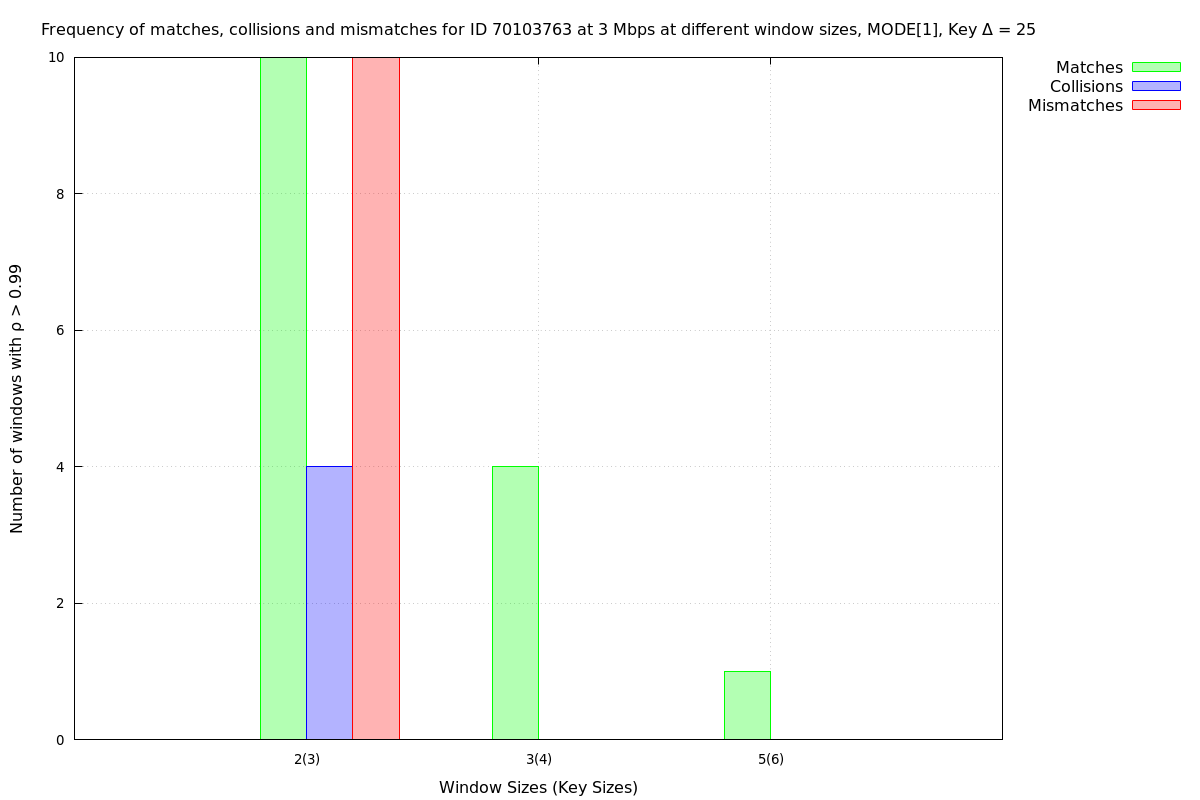 Frequency of matches, collisions and mismatches for ID 70103763 at 3 Mbps at different window sizes, MODE[1], Key Δ = 25
Matches
Collisions
Mismatches
Number of windows with ρ > 0.99
10
8
6
4
2
0
2(3)
3(4)
5(6)
Window Sizes (Key Sizes)